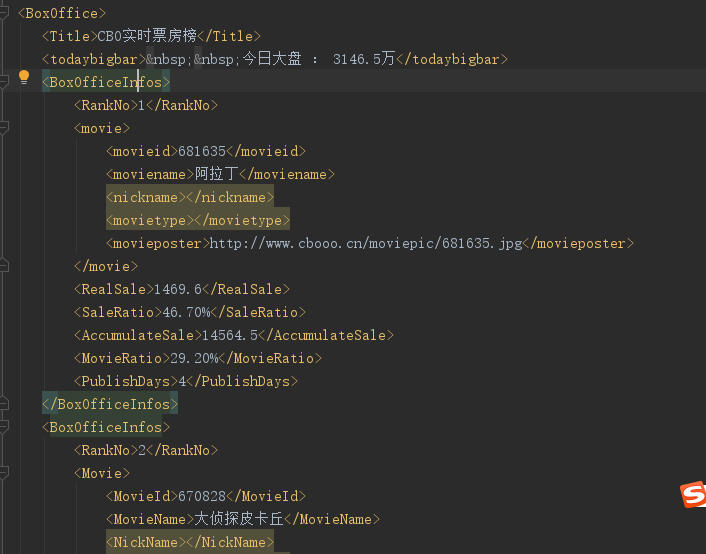 <BoxOffice>
<Title>CBO实时票房榜</Title>
<todaybigbar>&nbsp;&nbsp;今日大盘 ： 3146.5万</todaybigbar>
<BoxOfficeInfos>
<RankNo>1</RankNo>
<movie>
<movieid>681635</movieid>
<moviename>阿拉丁</moviename>
<nickname></nickname>
<movietype></movietype>
<movieposter>http://www.cbooo.cn/moviepic/681635.jpg</movieposter>
</movie>
<RealSale>1469.6</RealSale>
<SaleRatio>46.70%</SaleRatio>
<AccumulateSale>14564.5</AccumulateSale>
<MovieRatio>29.20%</MovieRatio>
<PublishDays>4</PublishDays>
</BoxOfficeInfos>
<BoxOfficeInfos>
<RankNo>2</RankNo>
<Movie>
<MovieId>670828</MovieId>
<MovieName>大侦探皮卡丘</MovieName>
<NickName></NickName>
S